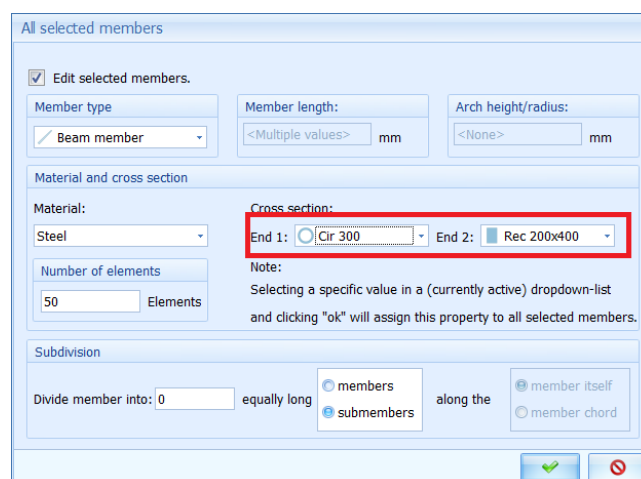 All selected members
Edit selected members.
Member type
Member length:
Arch height/radius:
Beam member
<Multiple values>
mm
<None>
mm
Material and cross section
Material:
Cross section:
Steel
End 1:
Cir 300
End 2:
Rec 200x400
Number of elements
Note:
50
Elements
Selecting a specific value in a (currently active) dropdown-list
and clicking "ok" will assign this property to all selected members.
Subdivision
Divide member into:
0
equally long
members
submembers
along the
member itself
member chord